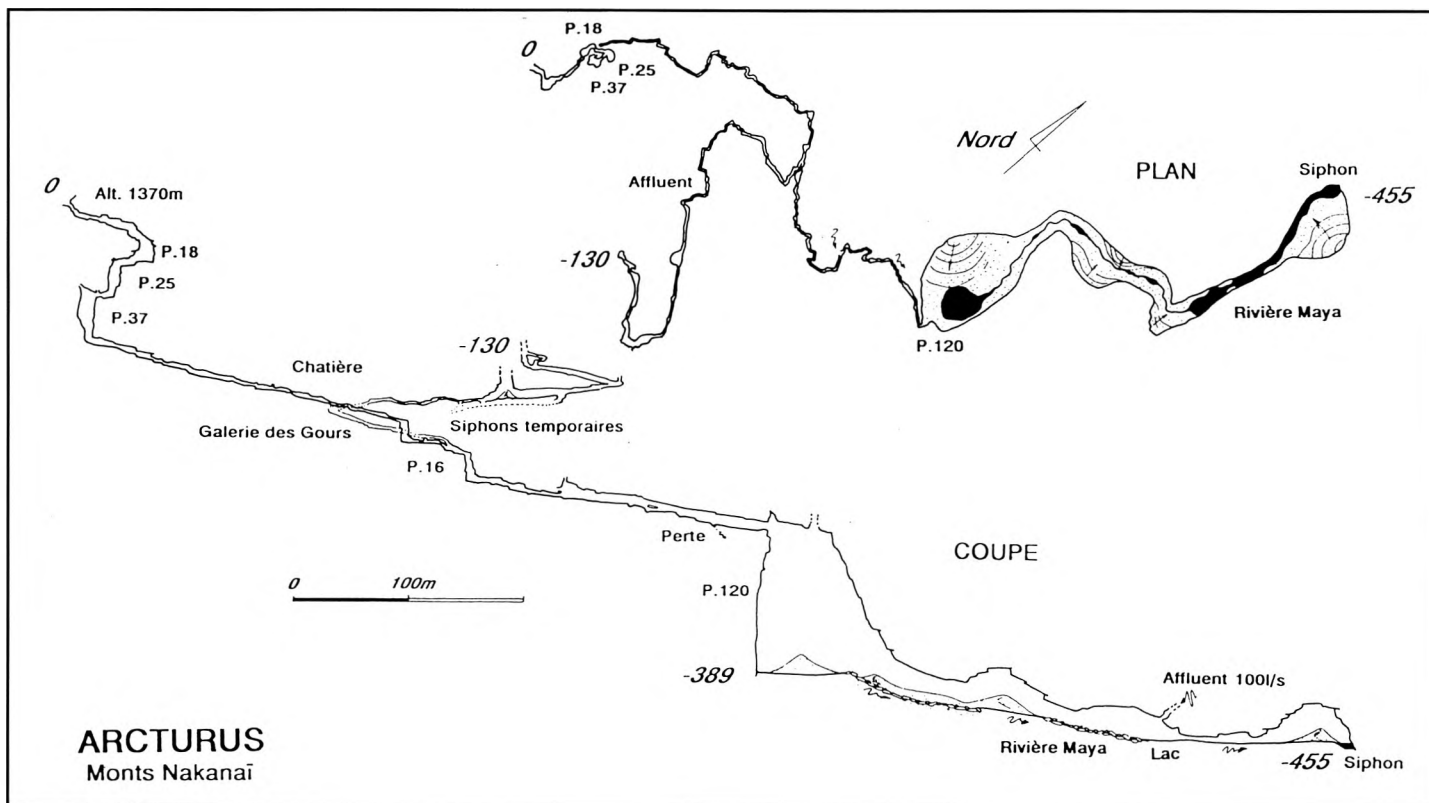 P.18
0
P.25
P.37
Nord
PLAN
Siphon
-455
Affluent
0
Alt. 1370m
P.18
-130
P.25
P.37
Rivière Maya
P.120
-130
Chatière
Galerie des Gours
Siphons temporaires
P.16
Perte
COUPE
0
100m
P.120
-389
Affluent 100l/s
ARCTURUS
Monts Nakanaï
Rivière Maya
Lac
-455
Siphon